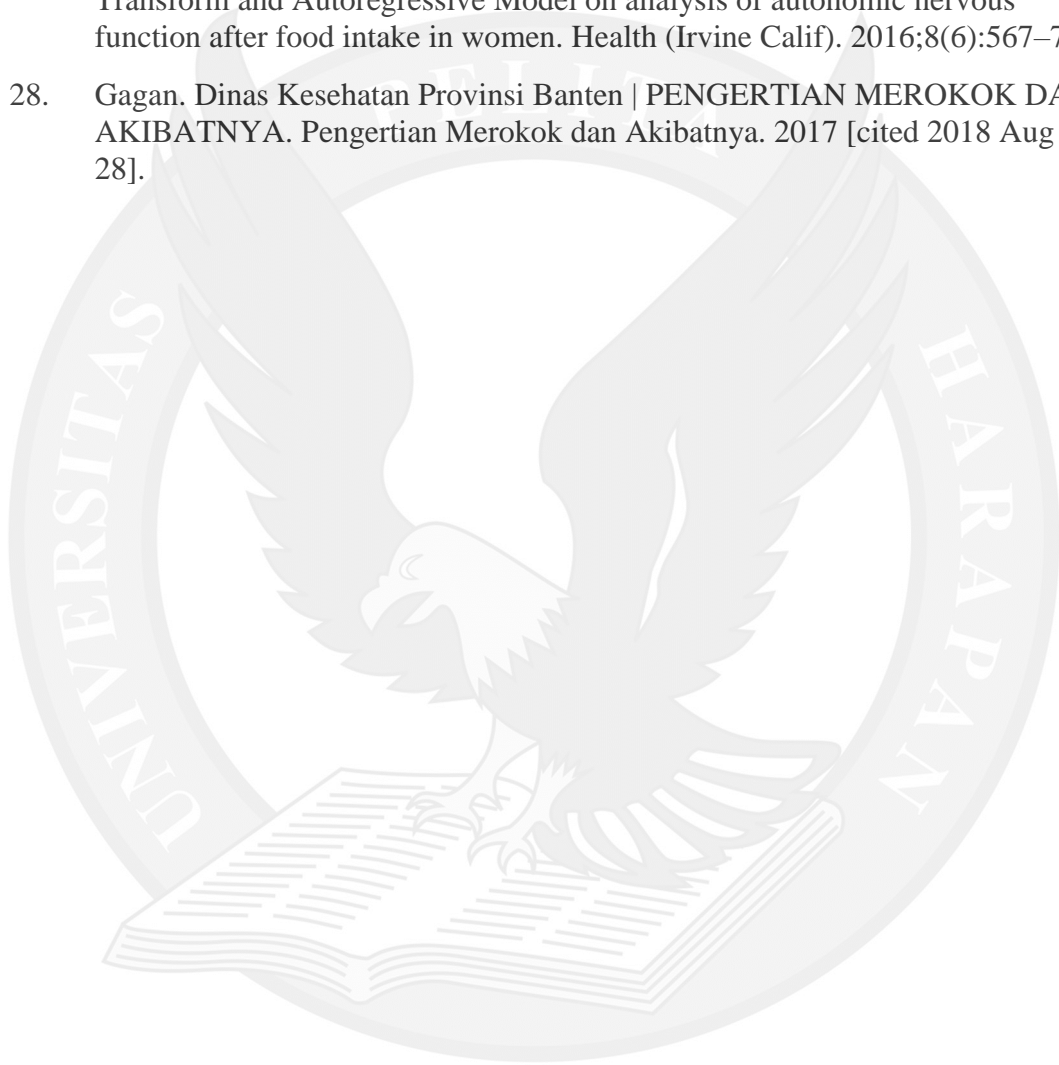 Transform and Autoregressive Model on analysis of autonomic nervous
function after food intake in women. Health (Irvine Calif). 2016;8(6):567–7
28. Gagan. Dinas Kesehatan Provinsi Banten | PENGERTIAN MEROKOK DA
AKIBATNYA. Pengertian Merokok dan Akibatnya. 2017 [cited 2018 Aug
28].
UNIVERSITAS PELITA HARAPAN